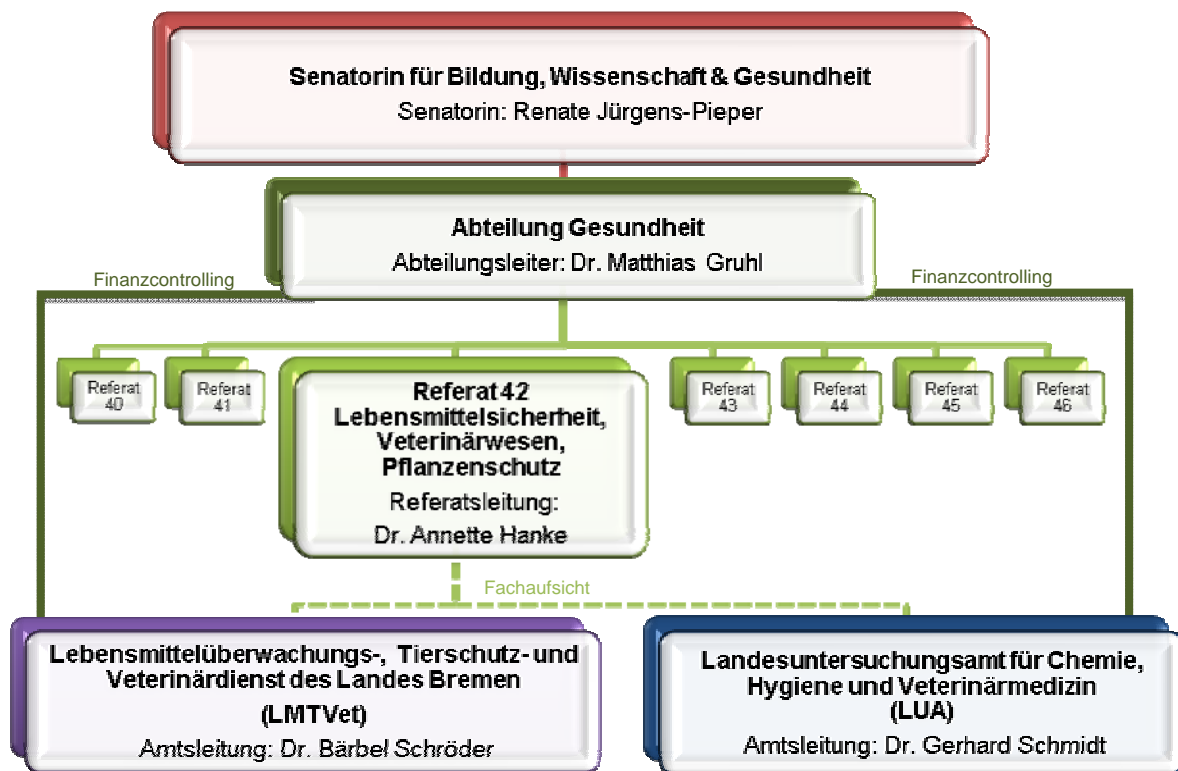 Senatorin für Bildung, Wissenschaft & Gesundheit
Senatorin: Renate Jürgens-Pieper
Abteilung Gesundheit
Abteilungsleiter: Dr. Matthias Gruhl
Finanzcontrolling
Finanzcontrolling
Referat
40
Referat
41
Referat 42
Lebensmittelsicherheit,
Veterinärwesen,
Pflanzenschutz
Referatsleitung:
Dr. Annette Hanke
Referat
43
Referat
44
Referat
45
Referat
46
Fachaufsicht
Lebensmittelüberwachungs-, Tierschutz- und
Veterinärdienst des Landes Bremen
(LMTVet)
Amtsleitung: Dr. Bärbel Schröder
Landesuntersuchungsamt für Chemie,
Hygiene und Veterinärmedizin
(LUA)
Amtsleitung: Dr. Gerhard Schmidt